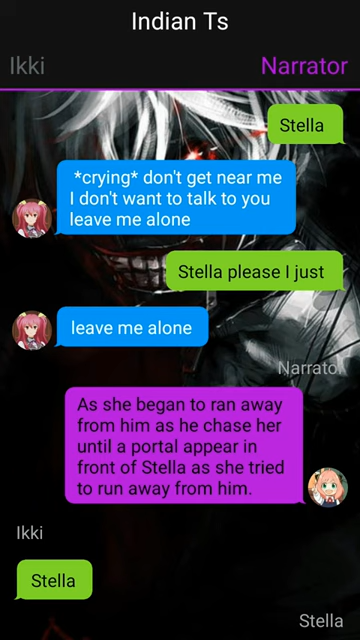 Indian Ts
Ikki
Narrator
Stella
*crying* don't get near me
I don't want to talk to you
leave me alone
Stella please I just
leave me alone
Narrator
As she began to ran away
from him as he chase her
until a portal appear in
front of Stella as she tried
to run away from him.
Ikki
Stella
Stella